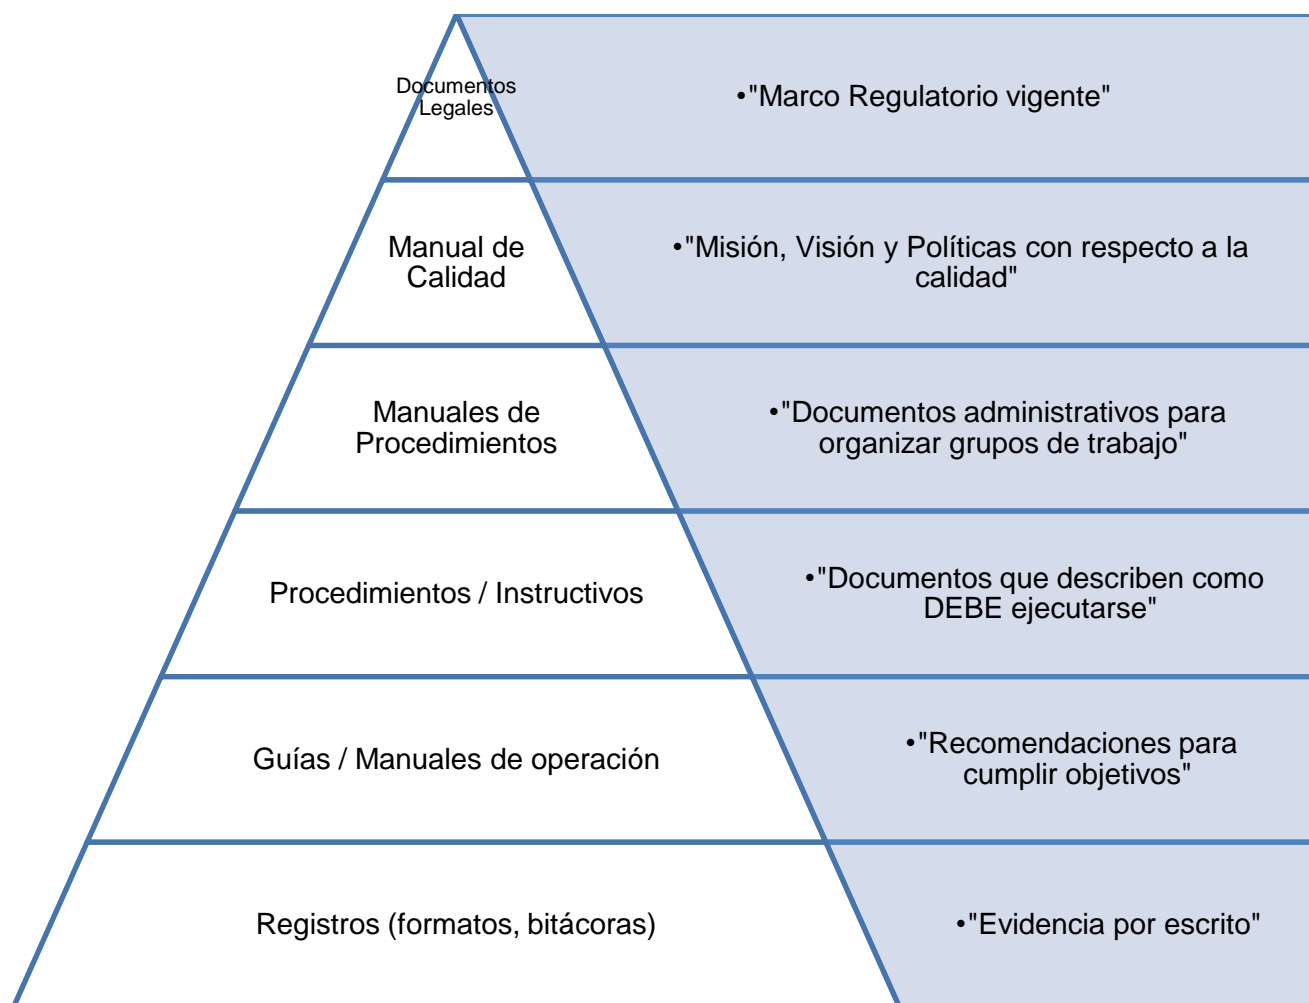 Documentos
Legales
•"Marco Regulatorio vigente"
Manual de
Calidad
•"Misión, Visión y Políticas con respecto a la
calidad"
Manuales de
Procedimientos
•"Documentos administrativos para
organizar grupos de trabajo"
Procedimientos / Instructivos
•"Documentos que describen como
DEBE ejecutarse"
Guías / Manuales de operación
•"Recomendaciones para
cumplir objetivos"
Registros (formatos, bitácoras)
•"Evidencia por escrito"